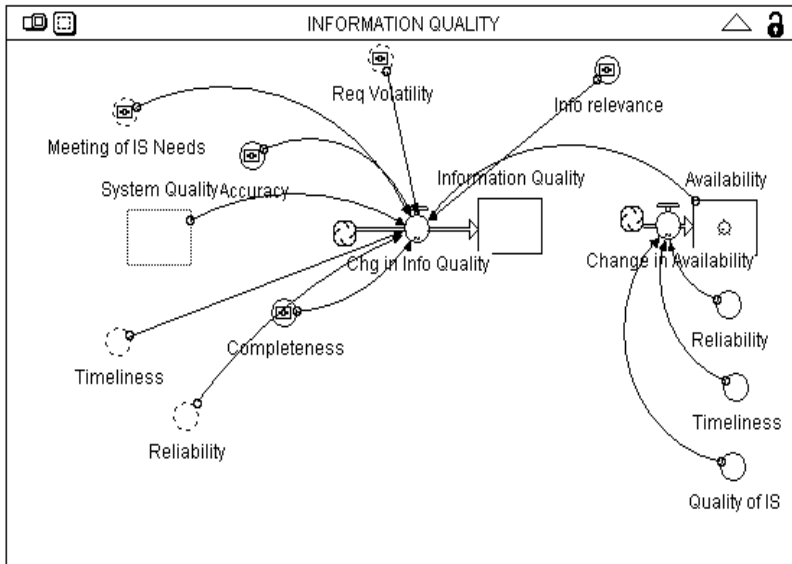 INFORMATION QUALITY
Req Volatility
Info relevance
Meeting of IS Needs
System Quality
Accuracy
Information Quality
Availability
Chg in Info Quality
Change in Availability
Completeness
Reliability
Timeliness
Timeliness
Reliability
Quality of IS